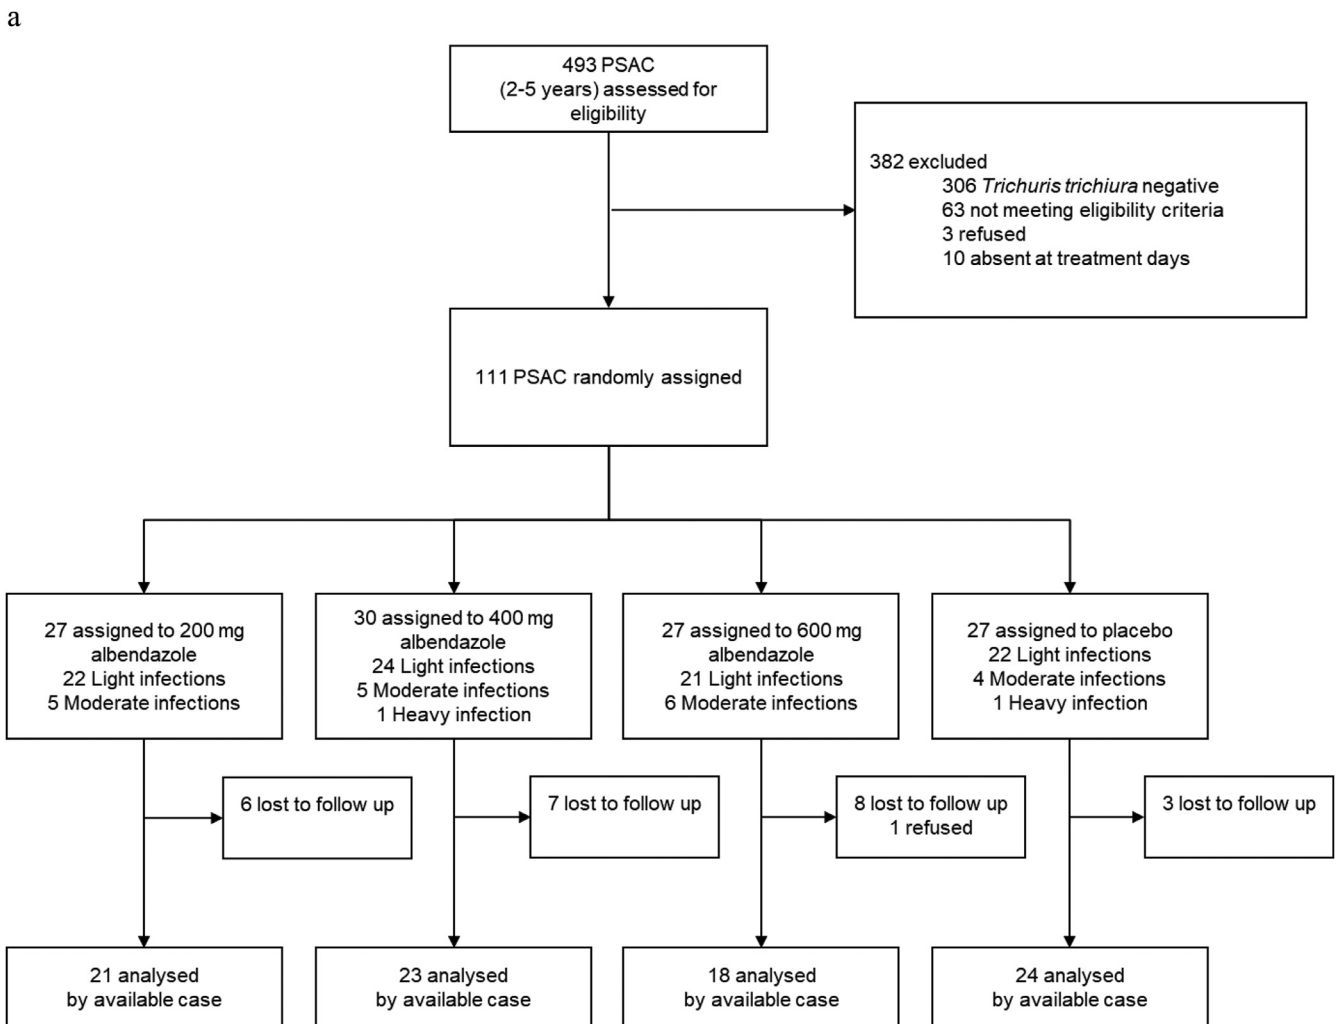 a
493 PSAC
(2-5 years) assessed for
eligibility
382 excluded
306 Trichuris trichiura negative
63 not meeting eligibility criteria
3 refused
10 absent at treatment days
111 PSAC randomly assigned
27 assigned to 200 mg
albendazole
22 Light infections
5 Moderate infections
30 assigned to 400 mg
albendazole
24 Light infections
5 Moderate infections
1 Heavy infection
27 assigned to 600 mg
albendazole
21 Light infections
6 Moderate infections
27 assigned to placebo
22 Light infections
4 Moderate infections
1 Heavy infection
6 lost to follow up
7 lost to follow up
8 lost to follow up
1 refused
3 lost to follow up
21 analysed
by available case
23 analysed
by available case
18 analysed
by available case
24 analysed
by available case